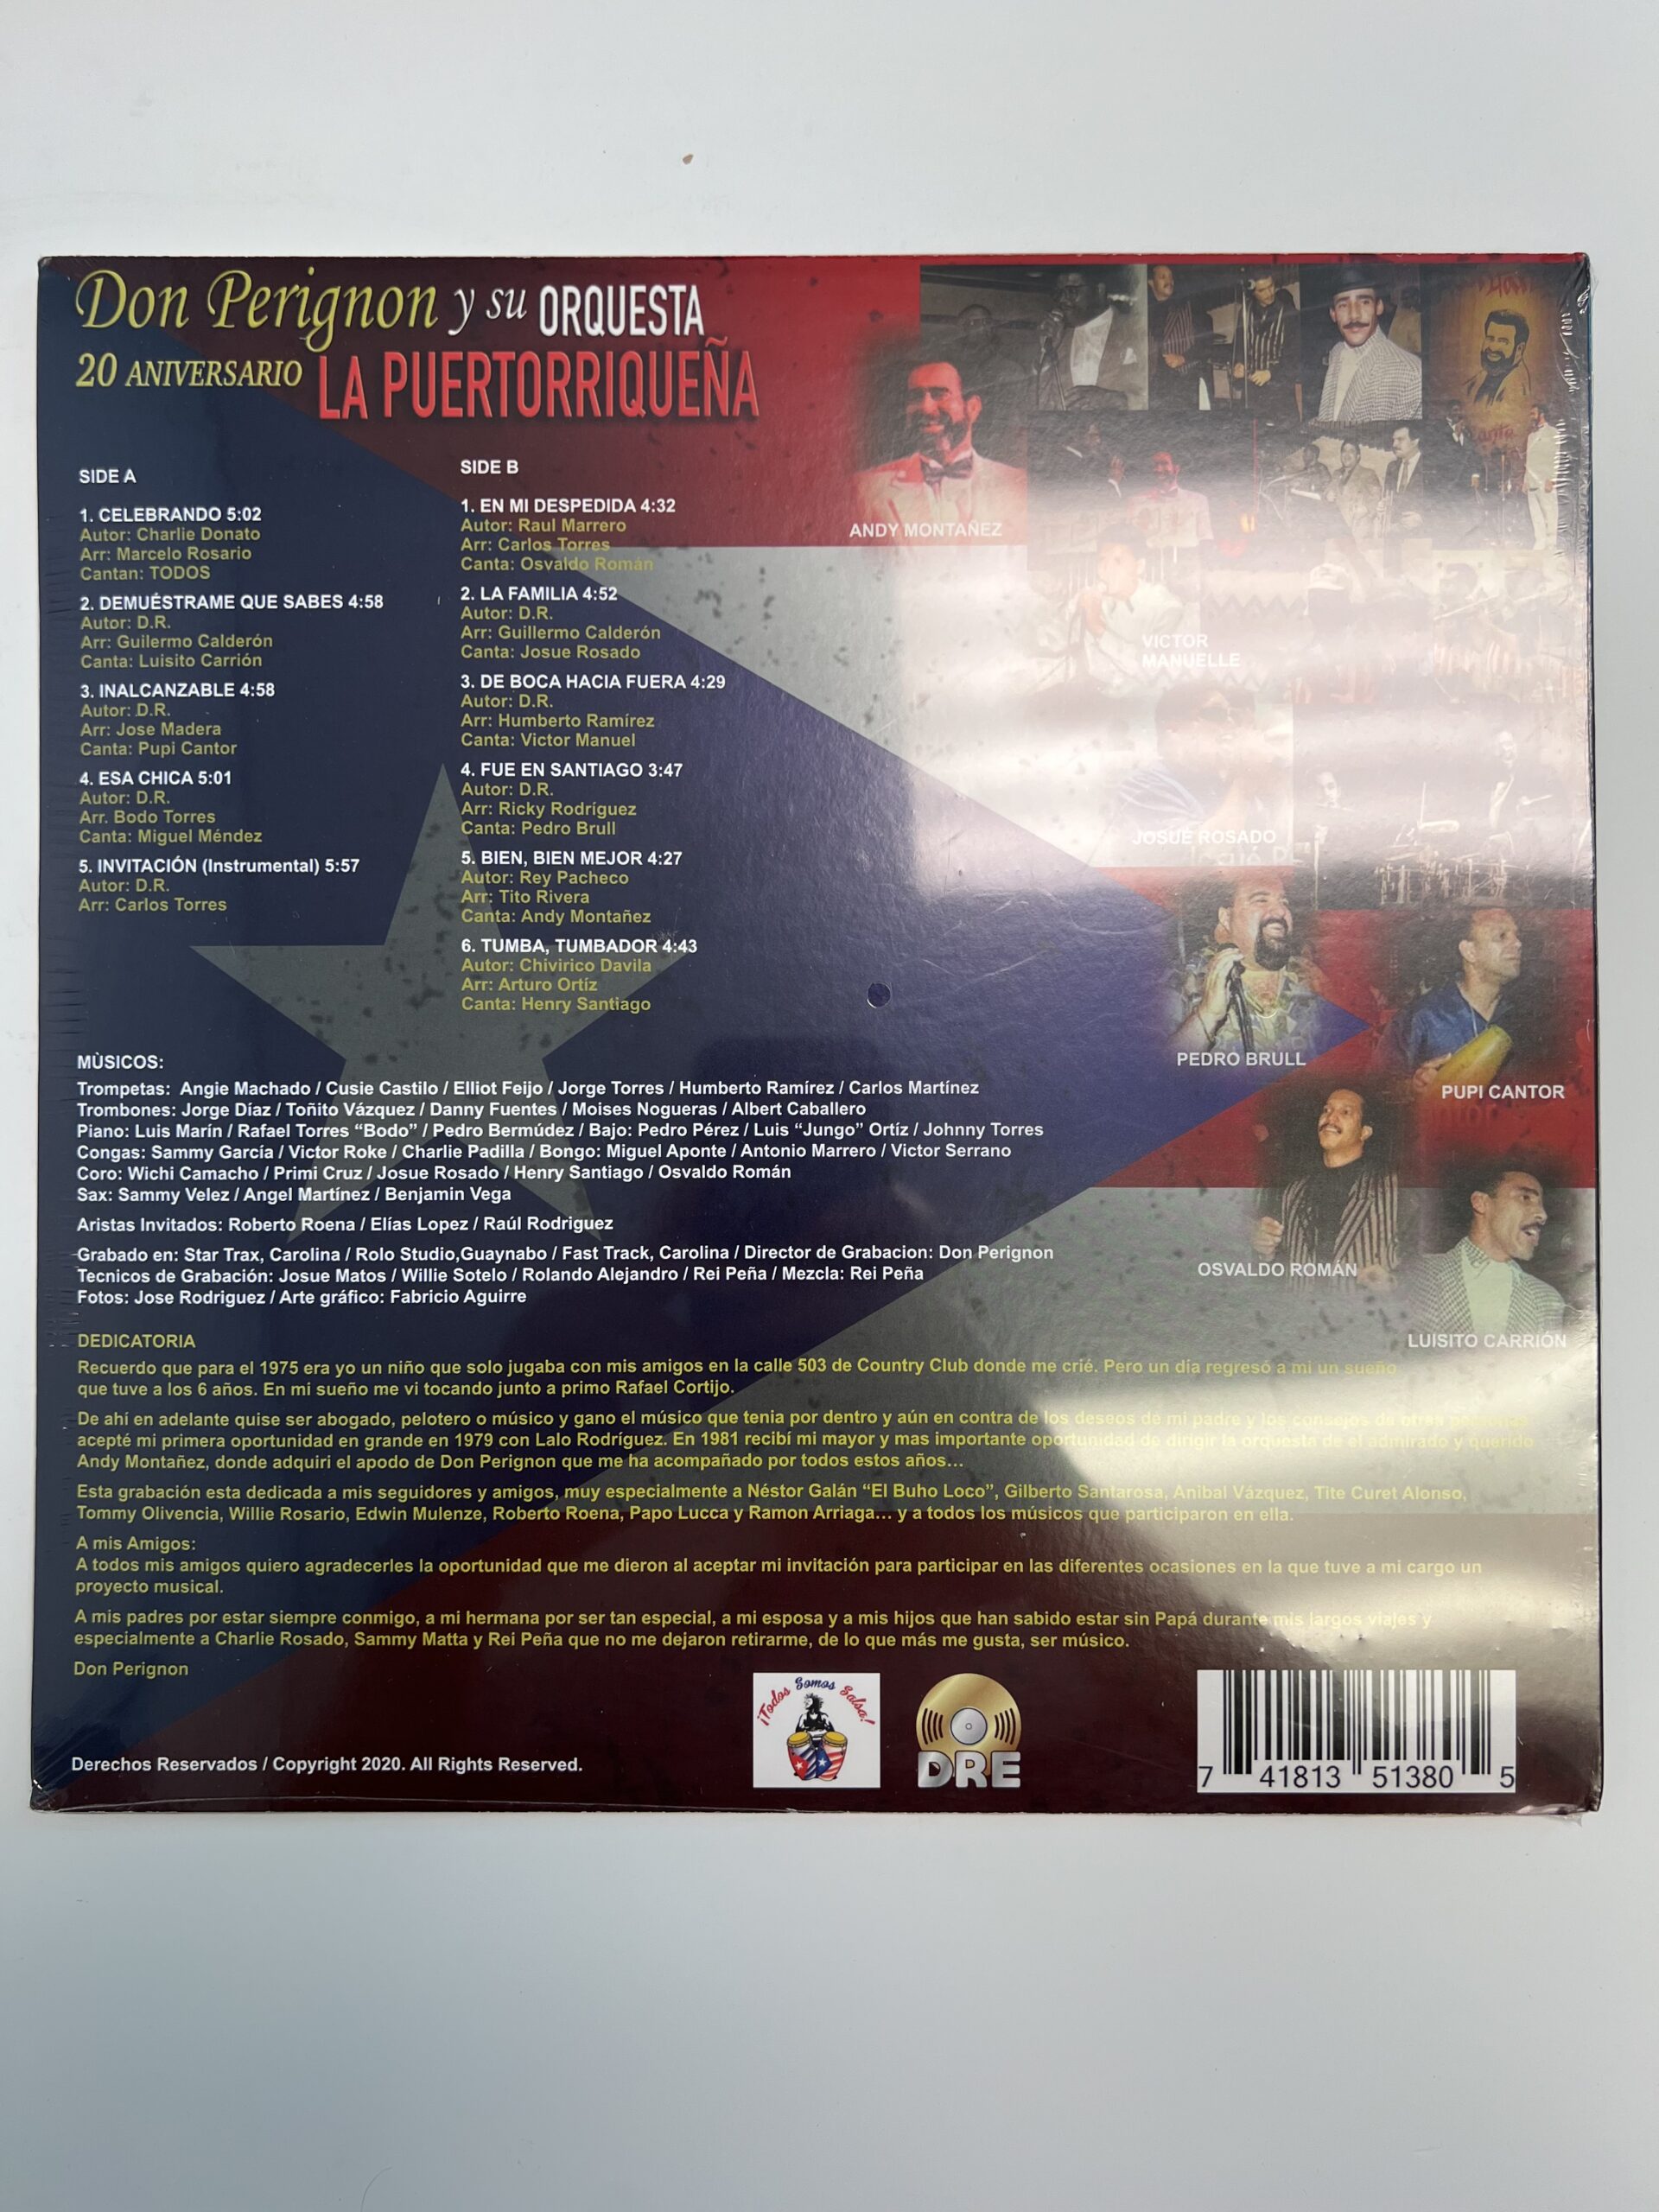 Don Perignon y su ORQUESTA
20 ANIVERSARIO LA PUERTORRIQUEÑA
SIDE A
1. CELEBRANDO 5:02
Autor: Charlie Donato
Arr: Marcelo Rosario
Cantan: TODOS
2. DEMUÉSTRAME QUE SABES 4:58
Autor: D.R.
Arr: Guilermo Calderón
Canta: Luisito Carrión
3. INALCANZABLE 4:58
Autor: D.R.
Arr: Jose Madera
Canta: Pupi Cantor
4. ESA CHICA 5:01
Autor: D.R.
Arr. Bodo Torres
Canta: Miguel Méndez
5. INVITACIÓN (Instrumental) 5:57
Autor: D.R.
Arr: Carlos Torres
SIDE B
1. EN MI DESPEDIDA 4:32
Autor: Raul Marrero
Arr: Carlos Torres
Canta: Osvaldo Román
2. LA FAMILIA 4:52
Autor: D.R.
Arr: Guillermo Calderón
Canta: Josue Rosado
3. DE BOCA HACIA FUERA 4:29
Autor: D.R.
Arr: Humberto Ramírez
Canta: Victor Manuel
4. FUE EN SANTIAGO 3:47
Autor: D.R.
Arr: Ricky Rodríguez
Canta: Pedro Brull
5. BIEN, BIEN MEJOR 4:27
Autor: Rey Pacheco
Arr: Tito Rivera
Canta: Andy Montañez
6. TUMBA, TUMBADOR 4:43
Autor: Chivirico Davila
Arr: Arturo Ortíz
Canta: Henry Santiago
ANDY MONTAÑEZ
VICTOR
MANUELLE
JOSUE ROSADO
PEDRO BRULL
PUPI CANTOR
OSVALDO ROMÁN
LUISITO CARRIÓN
MÙSICOS:
Trompetas: Angie Machado / Cusie Castilo / Elliot Feijo / Jorge Torres / Humberto Ramírez / Carlos Martínez
Trombones: Jorge Díaz / Toñito Vázquez / Danny Fuentes / Moises Nogueras / Albert Caballero
Piano: Luis Marín / Rafael Torres “Bodo” / Pedro Bermúdez / Bajo: Pedro Pérez / Luis “Jungo” Ortíz / Johnny Torres
Congas: Sammy García / Victor Roke / Charlie Padilla / Bongo: Miguel Aponte / Antonio Marrero / Victor Serrano
Coro: Wichi Camacho / Primi Cruz / Josue Rosado / Henry Santiago / Osvaldo Román
Sax: Sammy Velez / Angel Martínez / Benjamin Vega
Aristas Invitados: Roberto Roena / Elías Lopez / Raúl Rodriguez
Grabado en: Star Trax, Carolina / Rolo Studio,Guaynabo / Fast Track, Carolina / Director de Grabacion: Don Perignon
Tecnicos de Grabación: Josue Matos / Willie Sotelo / Rolando Alejandro / Rei Peña / Mezcla: Rei Peña
Fotos: Jose Rodriguez / Arte gráfico: Fabricio Aguirre
DEDICATORIA
Recuerdo que para el 1975 era yo un niño que solo jugaba con mis amigos en la calle 503 de Country Club donde me crié. Pero un día regresó a mi un sueño
que tuve a los 6 años. En mi sueño me vi tocando junto a primo Rafael Cortijo.
De ahí en adelante quise ser abogado, pelotero o músico y gano el músico que tenia por dentro y aún en contra de los deseos de mi padre y los consejos de otras personas
acepté mi primera oportunidad en grande en 1979 con Lalo Rodríguez. En 1981 recibí mi mayor y mas importante oportunidad de dirigir la orquesta de el admirado y querido
Andy Montañez, donde adquiri el apodo de Don Perignon que me ha acompañado por todos estos años...
Esta grabación esta dedicada a mis seguidores y amigos, muy especialmente a Néstor Galán “El Buho Loco”, Gilberto Santarosa, Anibal Vázquez, Tite Curet Alonso,
Tommy Olivencia, Willie Rosario, Edwin Mulenze, Roberto Roena, Papo Lucca y Ramon Arriaga... y a todos los músicos que participaron en ella.
A mis Amigos:
A todos mis amigos quiero agradecerles la oportunidad que me dieron al aceptar mi invitación para participar en las diferentes ocasiones en la que tuve a mi cargo un
proyecto musical.
A mis padres por estar siempre conmigo, a mi hermana por ser tan especial, a mi esposa y a mis hijos que han sabido estar sin Papá durante mis largos viajes y
especialmente a Charlie Rosado, Sammy Matta y Rei Peña que no me dejaron retirarme, de lo que más me gusta, ser músico.
Don Perignon
Derechos Reservados / Copyright 2020. All Rights Reserved.
¡Todos Somos Salsa!
DRE
7 41813 51380 5